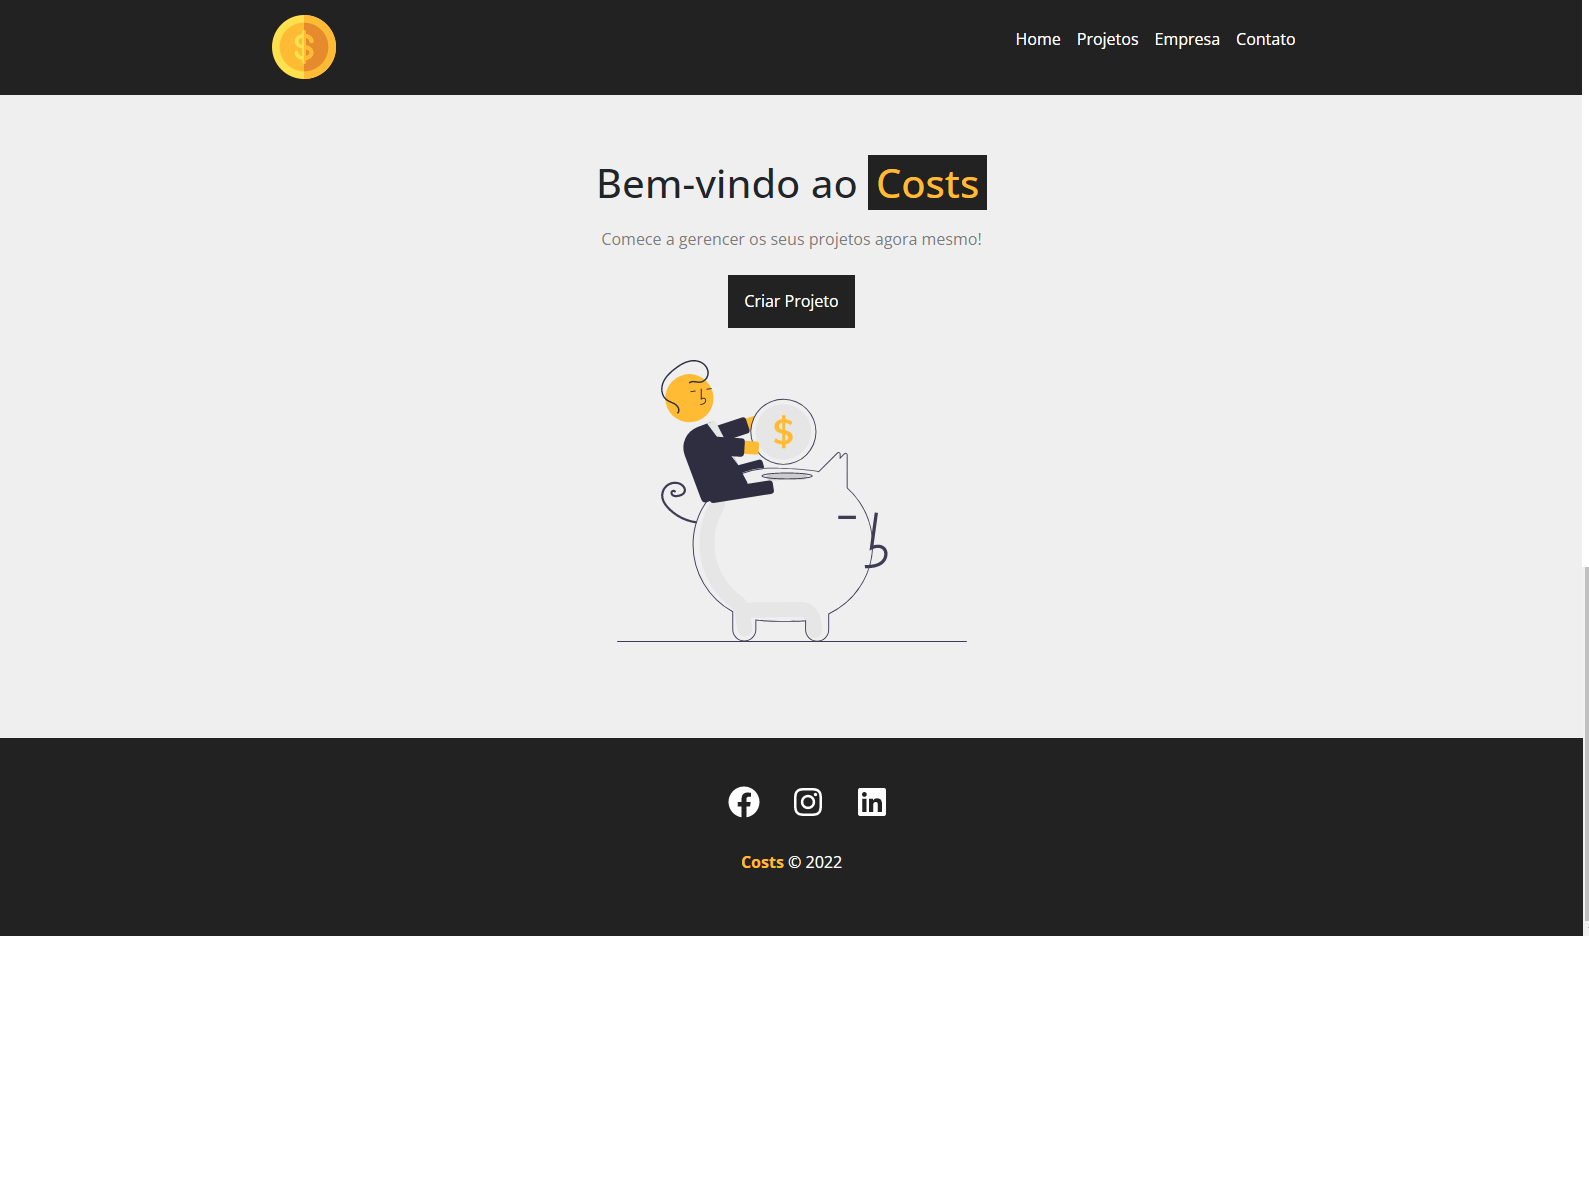 Home Projetos Empresa Contato
Bem-vindo ao Costs
Comece a gerencer os seus projetos agora mesmo!
Criar Projeto
$
Costs © 2022